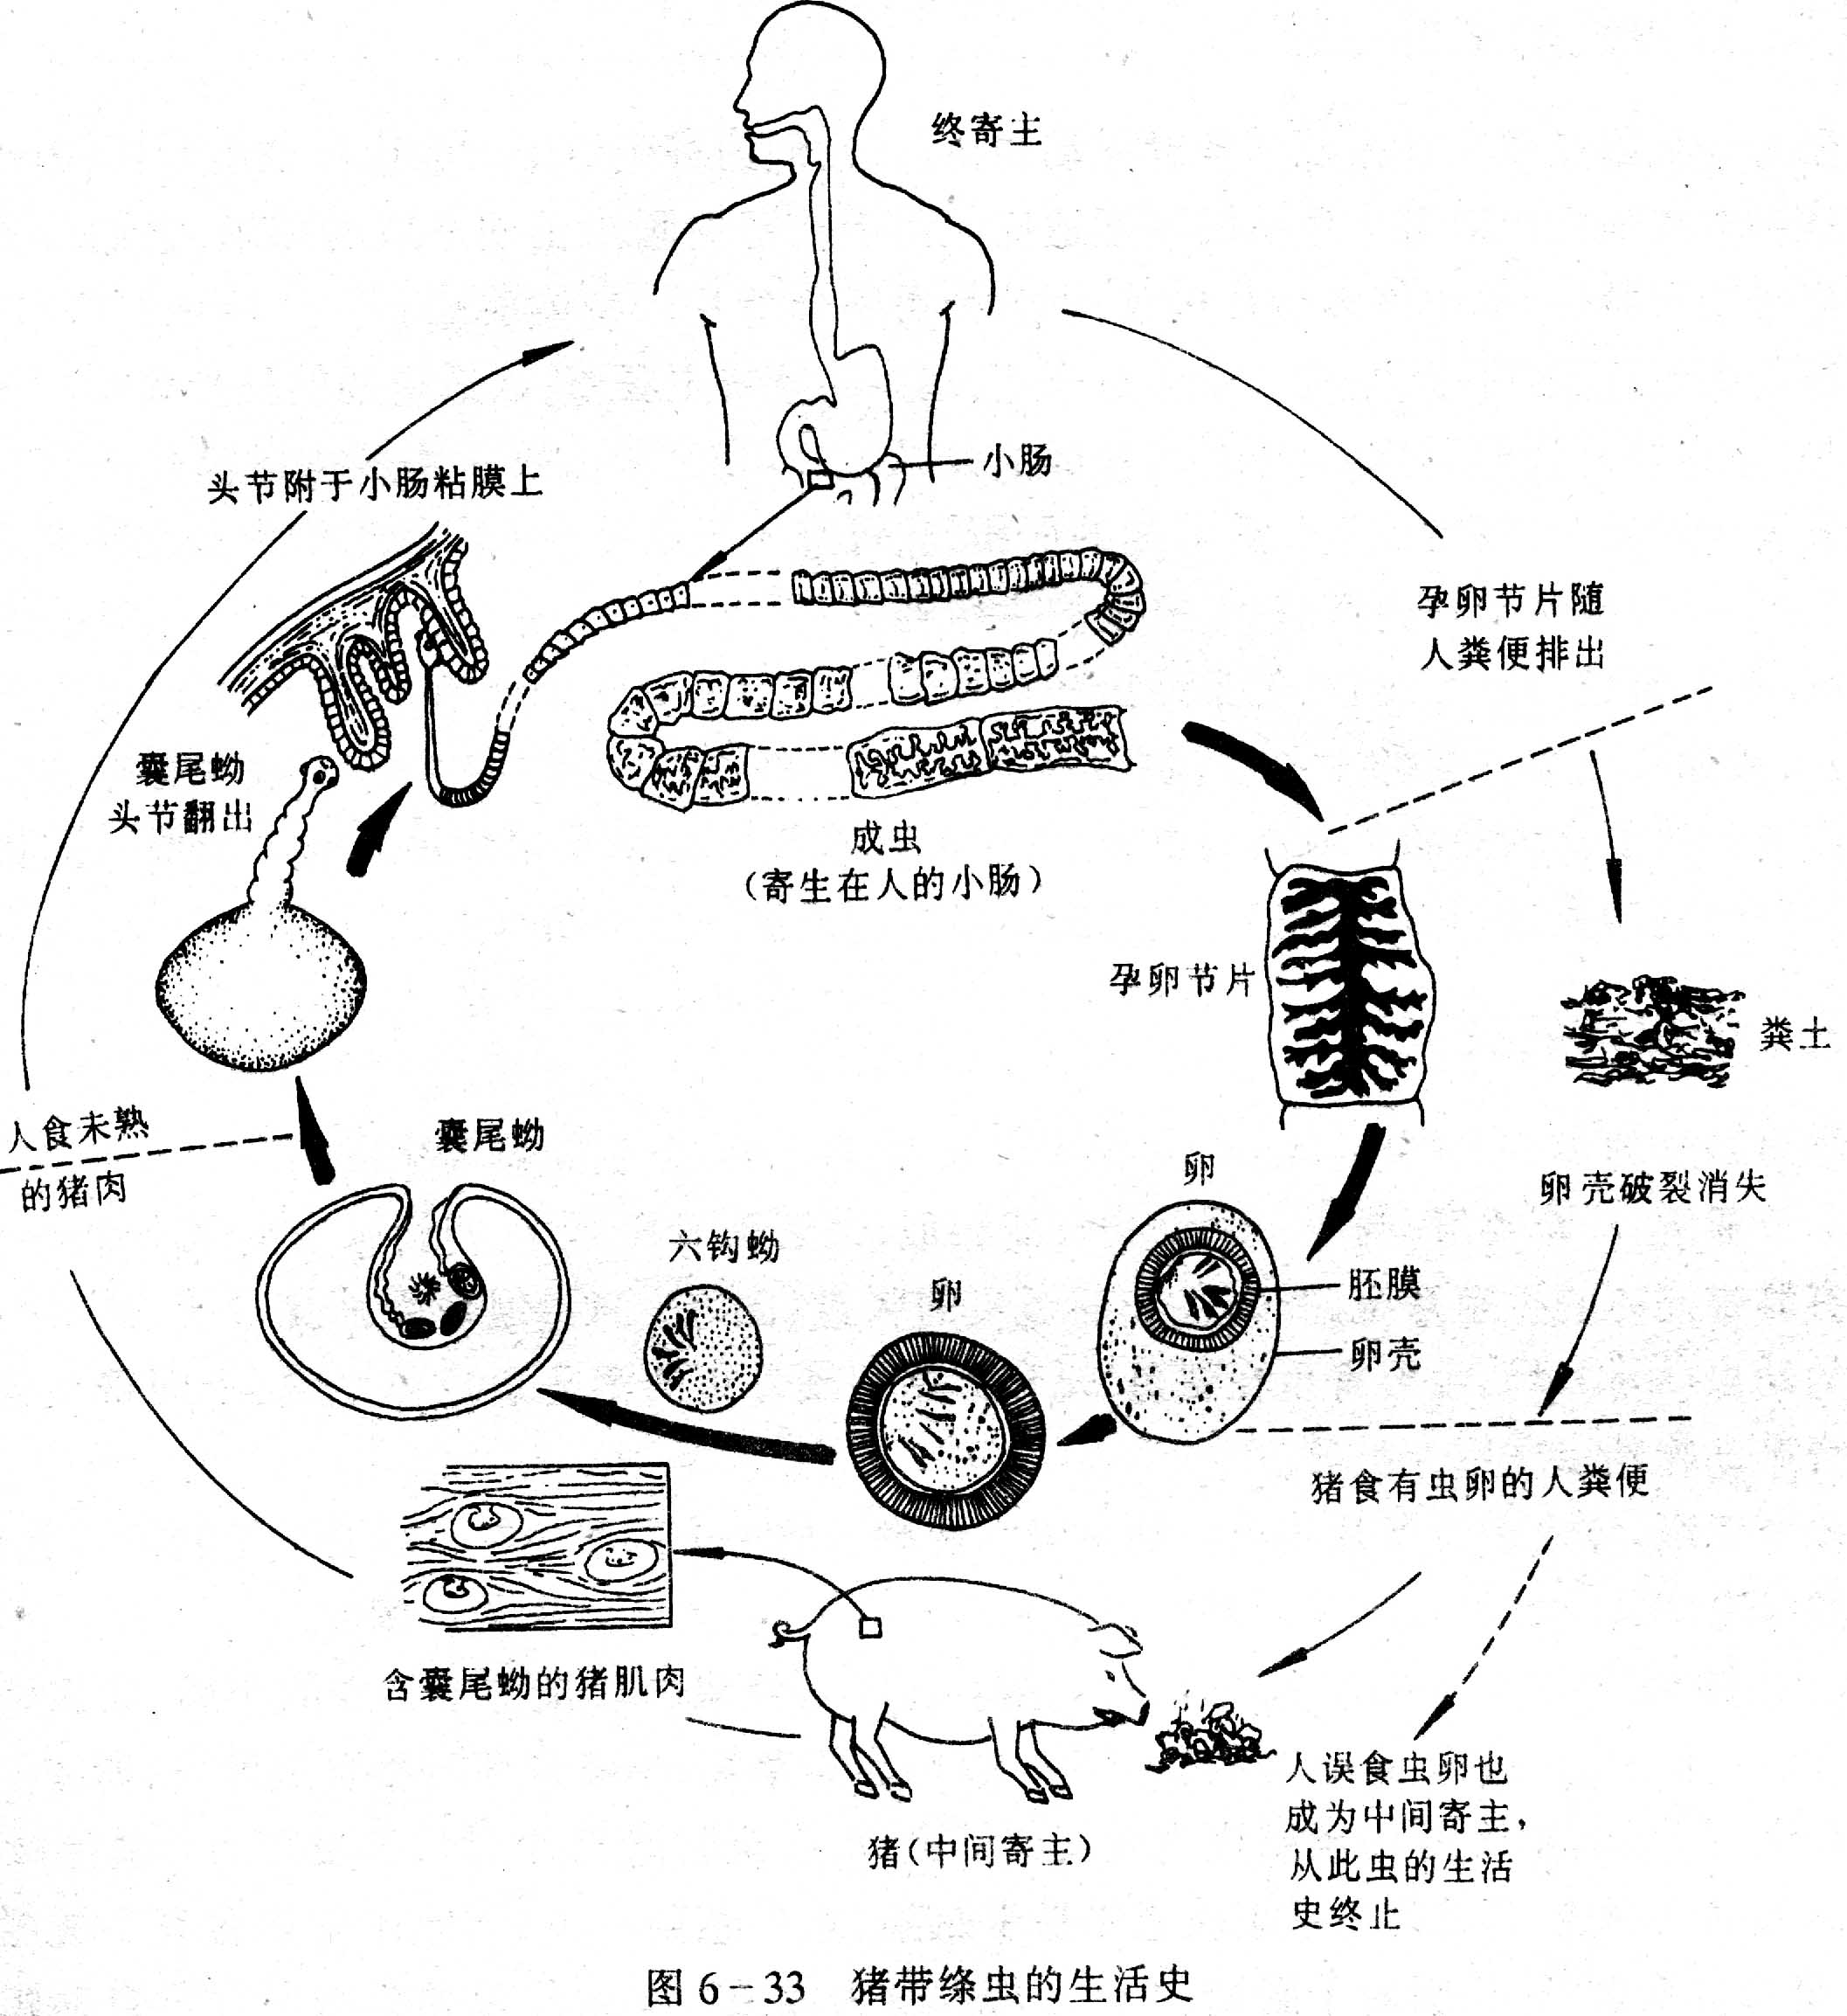 终寄主
小肠
头节附于小肠粘膜上
孕卵节片随
人粪便排出
囊尾蚴
头节翻出
成虫
（寄生在人的小肠）
孕卵节片
粪土
人食未熟
的猪肉
囊尾蚴
卵
卵壳破裂消失
六钩蚴
卵
胚膜
卵壳
猪食有虫卵的人粪便
含囊尾蚴的猪肌肉
人误食虫卵也
成为中间寄主，
从此虫的生活
史终止
猪（中间寄主）
图 6－33 猪带绦虫的生活史